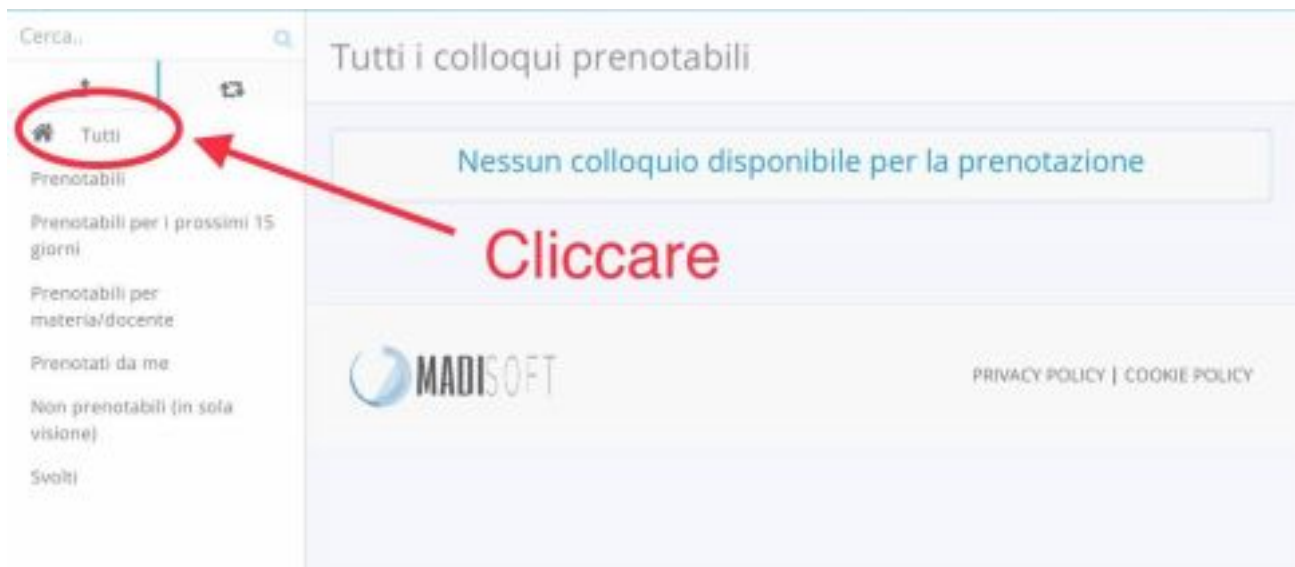 Cerca..
Tutti
Prenotabili
Prenotabili per i prossimi 15
giorni
Prenotabili per
materia/docente
Prenotati da me
Non prenotabili (in sola
visione)
Svolti
Tutti i colloqui prenotabili
Nessun colloquio disponibile per la prenotazione
Cliccare
MADISOFT
PRIVACY POLICY | COOKIE POLICY